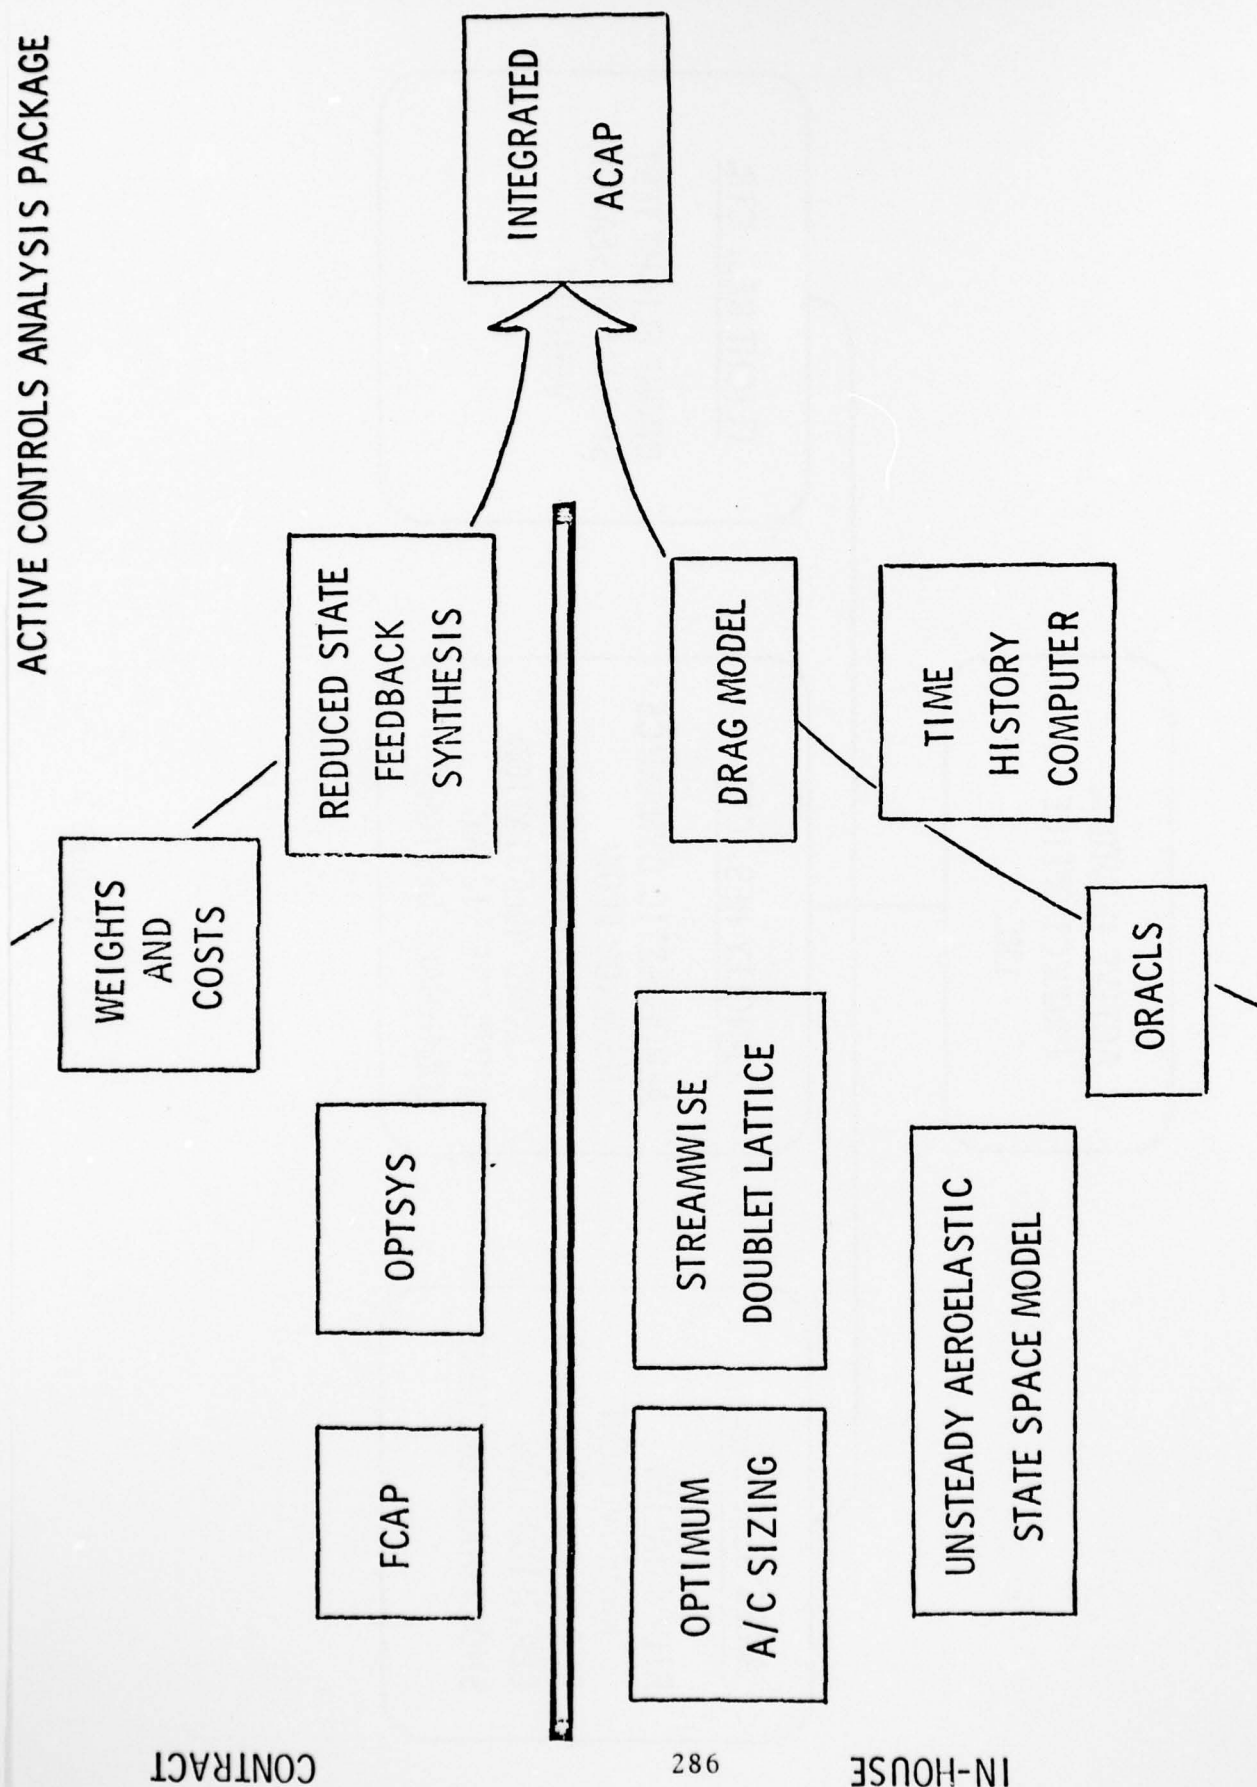 ACTIVE CONTROLS ANALYSIS PACKAGE
CONTRACT
FCAP
OPTSYS
WEIGHTS
AND
COSTS
REDUCED STATE
FEEDBACK
SYNTHESIS
INTEGRATED
ACAP
IN-HOUSE
OPTIMUM
A/C SIZING
STREAMWISE
DOUBLET LATTICE
DRAG MODEL
UNSTEADY AEROELASTIC
STATE SPACE MODEL
ORACLS
TIME
HISTORY
COMPUTER
286